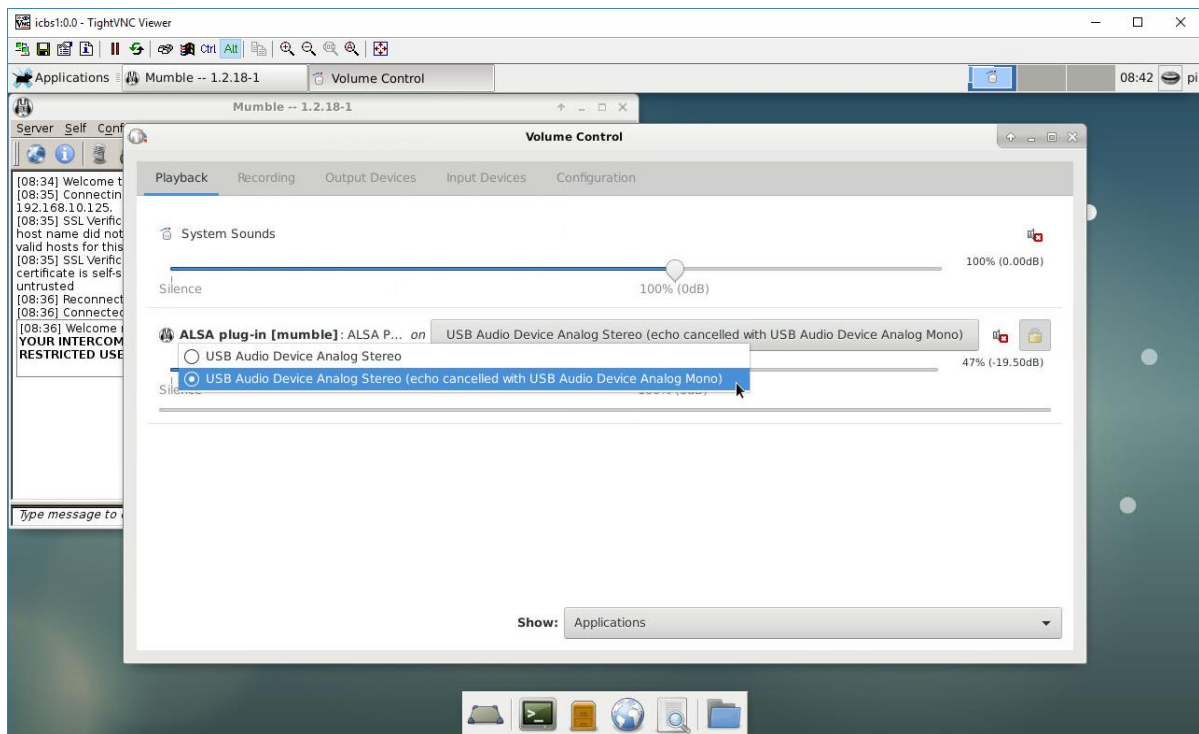 icbs1:0.0 - TightVNC Viewer
Ctrl Alt
Applications Mumble -- 1.2.18-1 Volume Control 08:42 pi
Mumble -- 1.2.18-1
Server Self Conf
Volume Control
Playback Recording Output Devices Input Devices Configuration
[08:34] Welcome t
[08:35] Connectin
192.168.10.125.
[08:35] SSL Verific
host name did not
valid hosts for this
[08:35] SSL Verific
certificate is self-s
untrusted
[08:36] Reconnect
[08:36] Connected
[08:36] Welcome
YOUR INTERCOM
RESTRICTED USE
Type message to
System Sounds
100% (0.00dB)
Silence 100% (0dB)
ALSA plug-in [mumble]: ALSA P... on USB Audio Device Analog Stereo (echo cancelled with USB Audio Device Analog Mono)
USB Audio Device Analog Stereo
47% (-19.50dB)
USB Audio Device Analog Stereo (echo cancelled with USB Audio Device Analog Mono)
Show: Applications